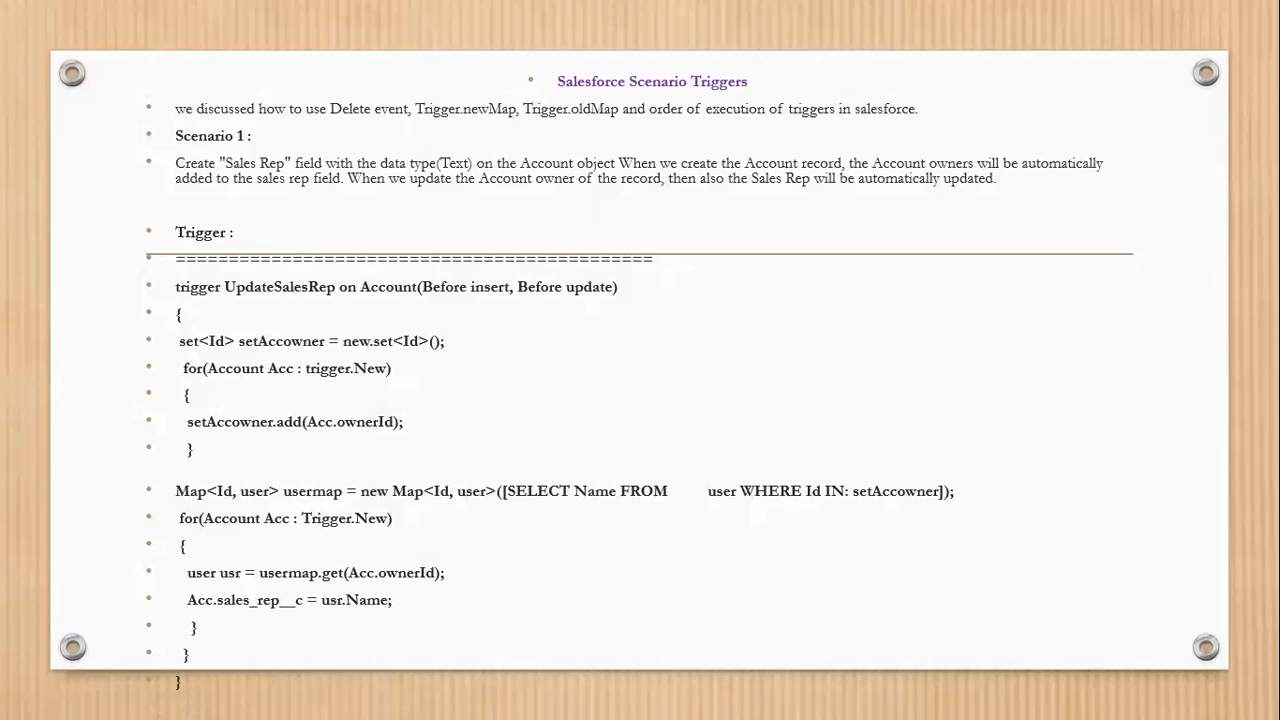 Salesforce Scenario Triggers
we discussed how to use Delete event, Trigger.newMap, Trigger.oldMap and order of execution of triggers in salesforce.
Scenario 1 :
Create "Sales Rep" field with the data type(Text) on the Account object When we create the Account record, the Account owners will be automatically
added to the sales rep field. When we update the Account owner of the record, then also the Sales Rep will be automatically updated.
Trigger :
=============================================
trigger UpdateSalesRep on Account(Before insert, Before update)
{
set<Id> setAccowner = new.set<Id>();
for(Account Acc : trigger.New)
{
setAccowner.add(Acc.ownerId);
}
Map<Id, user> usermap = new Map<Id, user>([SELECT Name FROM user WHERE Id IN: setAccowner]);
for(Account Acc : Trigger.New)
{
user usr = usermap.get(Acc.ownerId);
Acc.sales_rep__c = usr.Name;
}
}
}